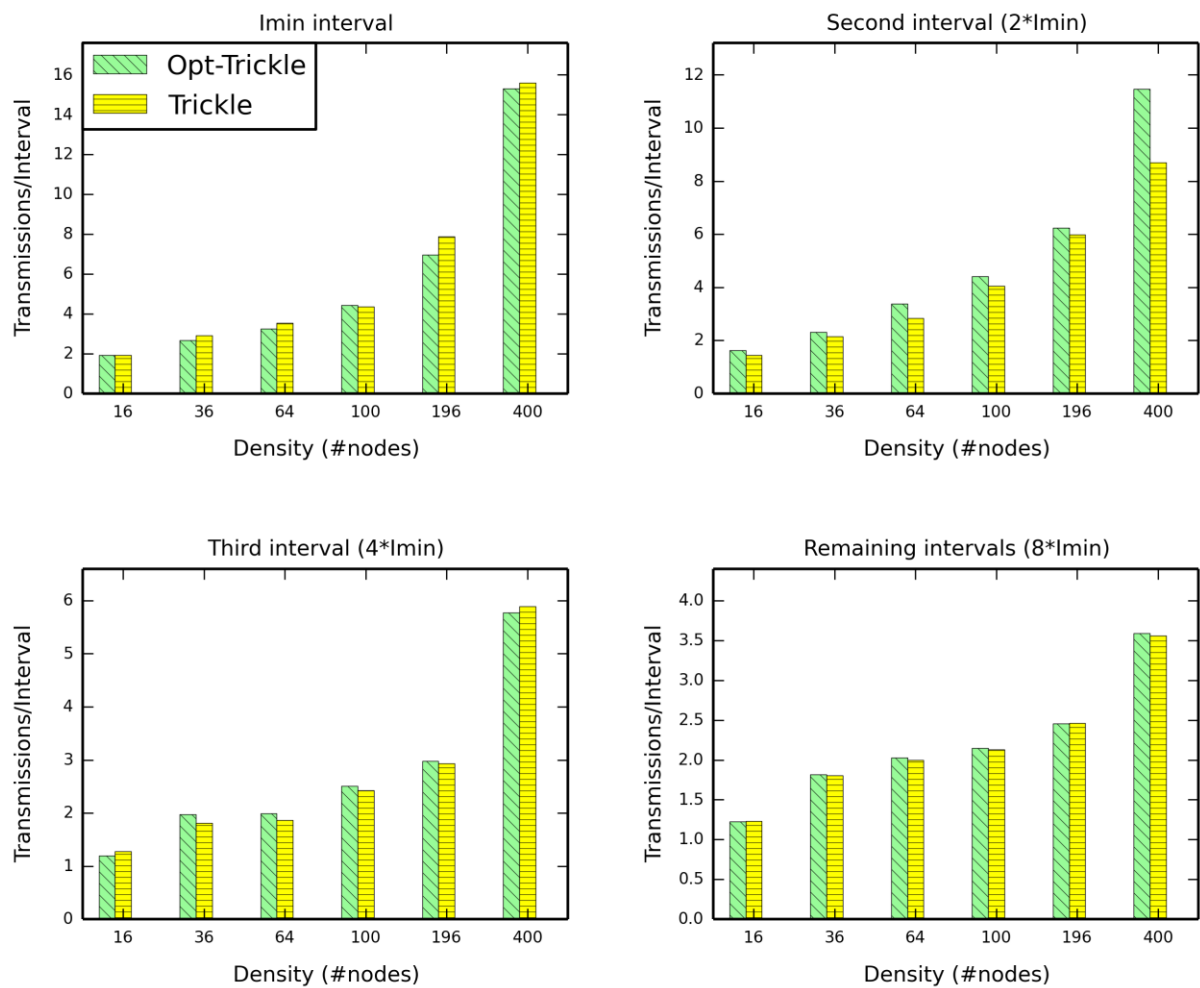 Imin interval
Opt-Trickle
Trickle
Transmissions/Interval
16
14
12
10
8
6
4
2
0
16 36 64 100 196 400
Density (#nodes)
Second interval (2*Imin)
Transmissions/Interval
12
10
8
6
4
2
0
16 36 64 100 196 400
Density (#nodes)
Third interval (4*Imin)
Transmissions/Interval
6
5
4
3
2
1
0
16 36 64 100 196 400
Density (#nodes)
Remaining intervals (8*Imin)
Transmissions/Interval
4.0
3.5
3.0
2.5
2.0
1.5
1.0
0.5
0.0
16 36 64 100 196 400
Density (#nodes)